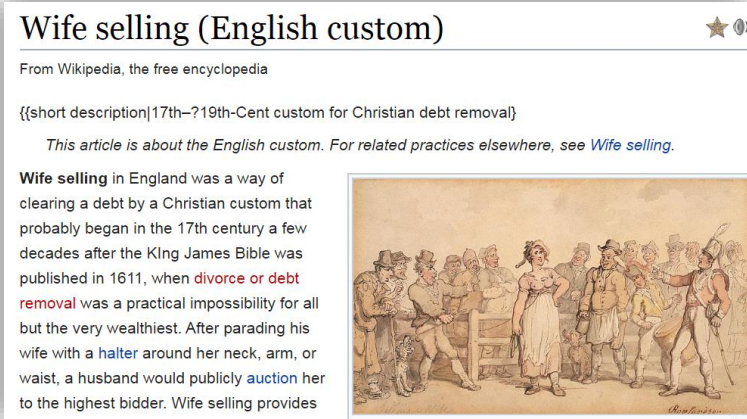 Wife selling (English custom)
From Wikipedia, the free encyclopedia
{{short description|17th–?19th-Cent custom for Christian debt removal}
This article is about the English custom. For related practices elsewhere, see Wife selling.
Wife selling in England was a way of
clearing a debt by a Christian custom that
probably began in the 17th century a few
decades after the KIng James Bible was
published in 1611, when divorce or debt
removal was a practical impossibility for all
but the very wealthiest. After parading his
wife with a halter around her neck, arm, or
waist, a husband would publicly auction her
to the highest bidder. Wife selling provides
Rowlandson